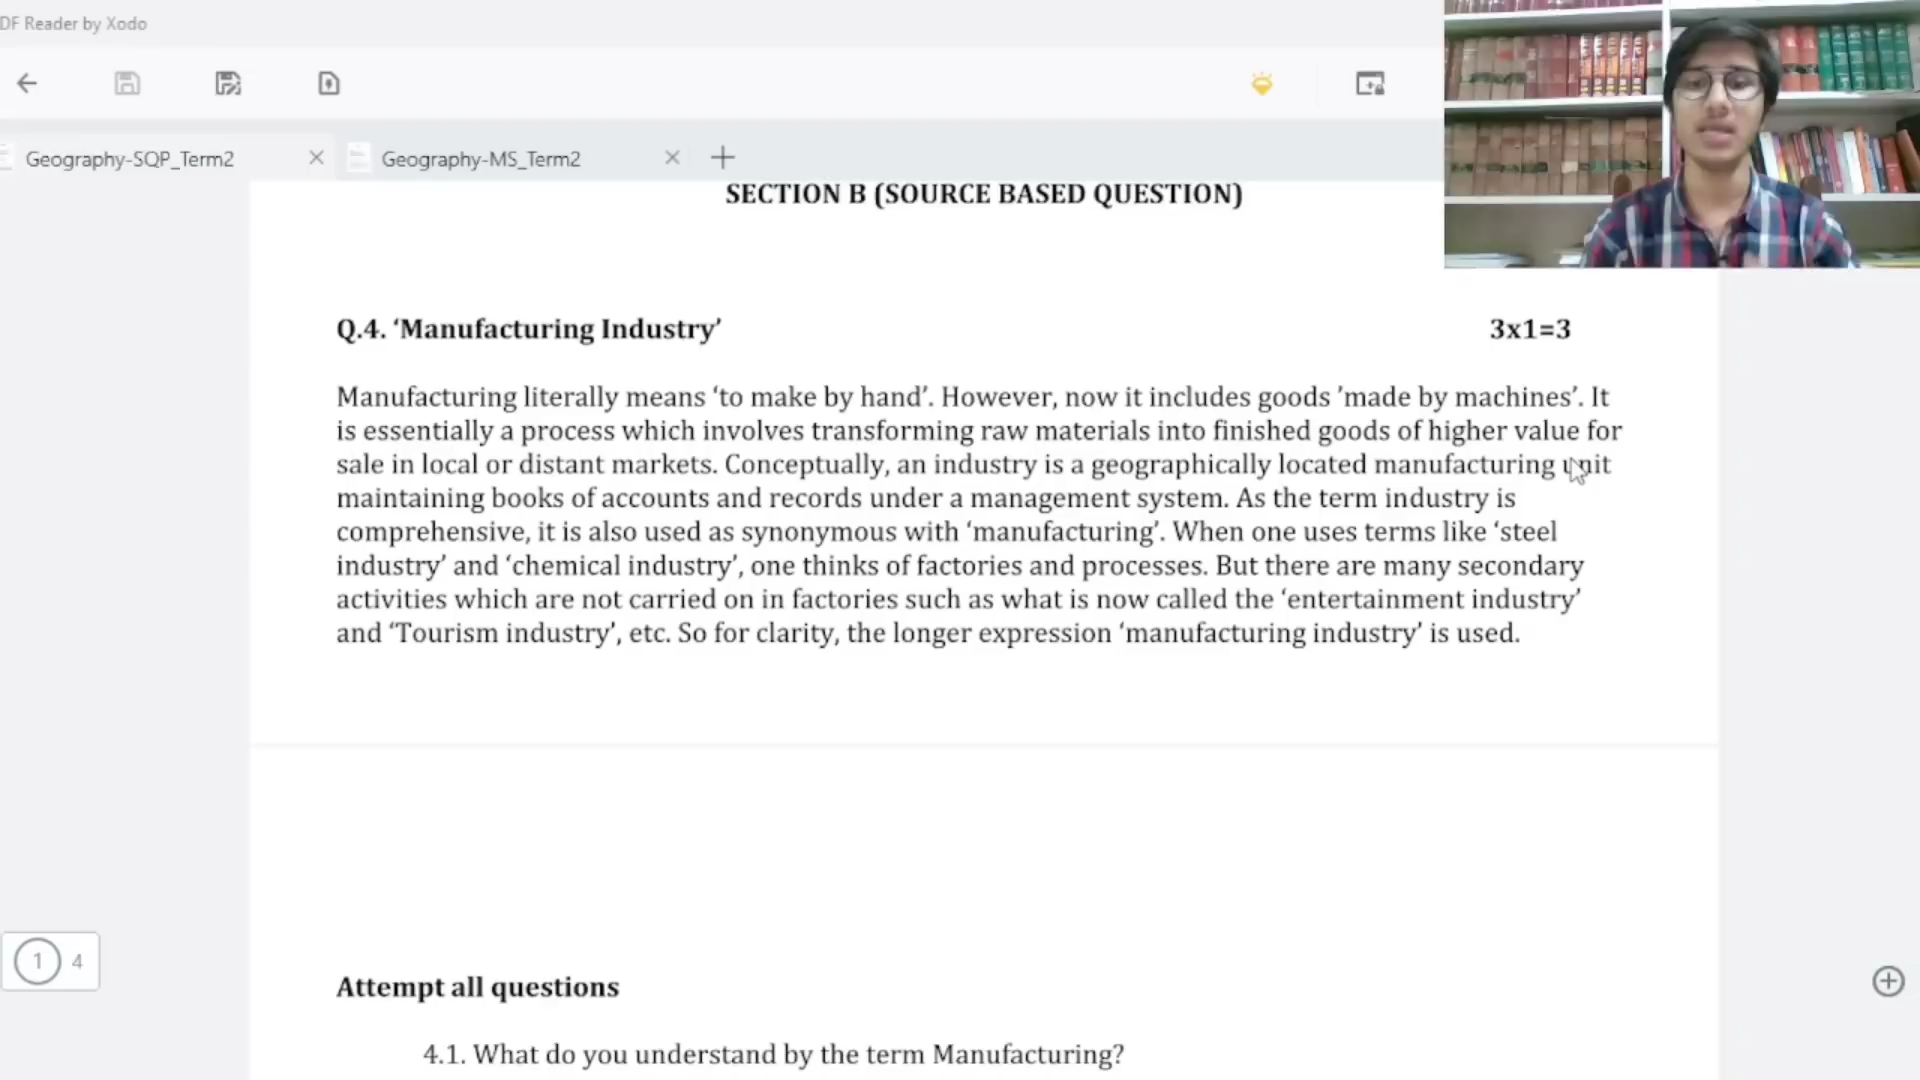 DF Reader by Xodo
Geography-SQP_Term2
Geography-MS_Term2
SECTION B (SOURCE BASED QUESTION)
Q.4. ‘Manufacturing Industry’ 3x1=3
Manufacturing literally means ‘to make by hand’. However, now it includes goods ’made by machines’. It
is essentially a process which involves transforming raw materials into finished goods of higher value for
sale in local or distant markets. Conceptually, an industry is a geographically located manufacturing unit
maintaining books of accounts and records under a management system. As the term industry is
comprehensive, it is also used as synonymous with ‘manufacturing’. When one uses terms like ‘steel
industry’ and ‘chemical industry’, one thinks of factories and processes. But there are many secondary
activities which are not carried on in factories such as what is now called the ‘entertainment industry’
and ‘Tourism industry’, etc. So for clarity, the longer expression ‘manufacturing industry’ is used.
1 4
Attempt all questions
4.1. What do you understand by the term Manufacturing?